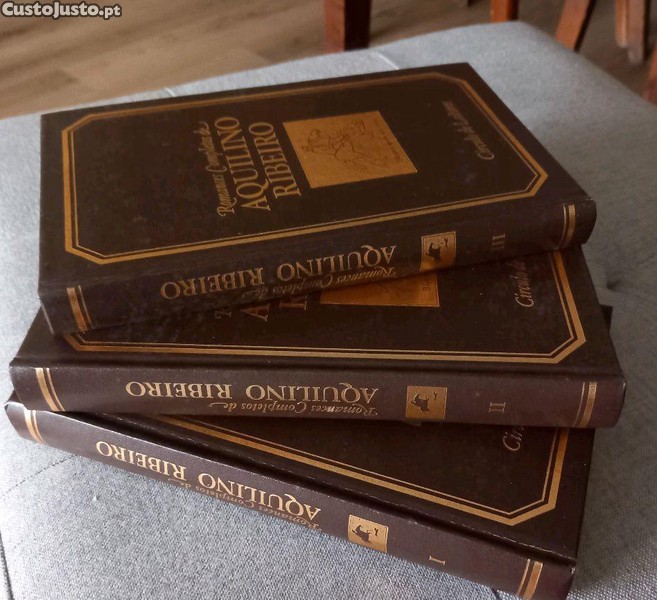 CustoJusto.pt
Romances Completos de
AQUILINO
RIBEIRO
Círculo de Leitores
Romances Completos de
AQUILINO RIBEIRO
III
Romances Completos de
AQUILINO RIBEIRO
II
Romances Completos de
AQUILINO RIBEIRO
I